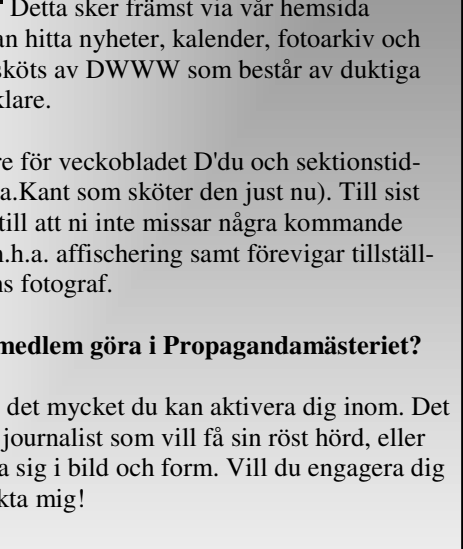 Detta sker främst via vår hemsida
an hitta nyheter, kalender, fotoarkiv och
sköts av DWWW som består av duktiga
klare.
re för veckobladet D'du och sektionstid-
a.Kant som sköter den just nu). Till sist
till att ni inte missar några kommande
m.h.a. affischering samt förevigar tillställ-
ns fotograf.
medlem göra i Propagandamästeriet?
det mycket du kan aktivera dig inom. Det
journalist som vill få sin röst hörd, eller
a sig i bild och form. Vill du engagera dig
kta mig!